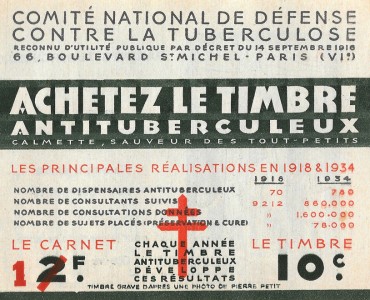 COMITÉ NATIONAL DE DÉFENSE
CONTRE LA TUBERCULOSE
RECONNU D'UTILITÉ PUBLIQUE PAR DÉCRET DU 14 SEPTEMBRE 1916
66, BOULEVARD ST MICHEL - PARIS (VIe)
ACHETEZ LE TIMBRE
ANTITUBERCULEUX
CALMETTE, SAUVEUR DES TOUT-PETITS
LES PRINCIPALES RÉALISATIONS EN 1918 & 1934
1918 1934
NOMBRE DE DISPENSAIRES ANTITUBERCULEUX 70 780
NOMBRE DE CONSULTANTS SUIVIS 9212 660.000
NOMBRE DE CONSULTATIONS DONNÉES " 1.600.000
NOMBRE DE SUJETS PLACÉS (PRÉSERVATION & CURE) " 78.000
LE CARNET
12F.
CHAQUE ANNÉE
LE TIMBRE
ANTITUBERCULEUX
DÉVELOPPE
CES RÉSULTATS
LE TIMBRE
10c.
TIMBRE GRAVÉ D'APRÈS UNE PHOTO DE PIERRE PETIT